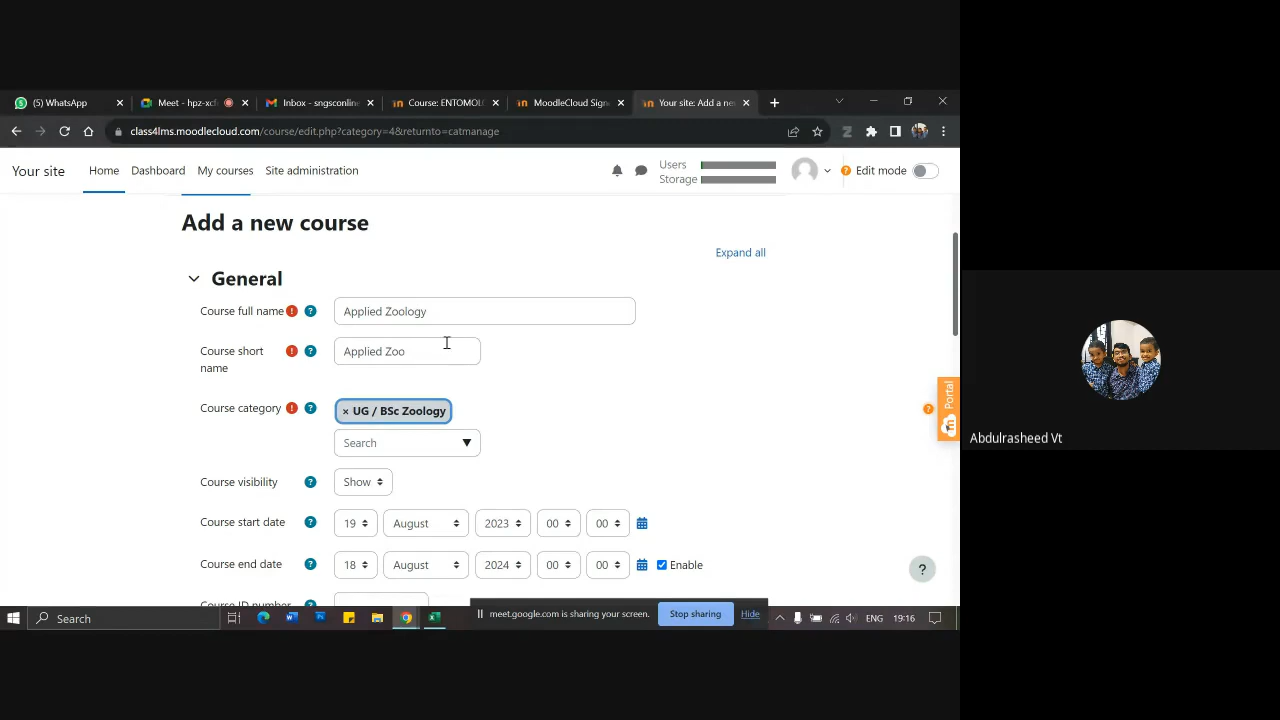 (5) WhatsApp
Meet - hpz-xcf
Inbox - sngsconline
Course: ENTOMOL
MoodleCloud Sign
Your site: Add a new
class4lms.moodlecloud.com/course/edit.php?category=4&returnto=catmanage
Your site
Home
Dashboard
My courses
Site administration
Users
Storage
Edit mode
Add a new course
Expand all
General
Course full name
Applied Zoology
Course short
name
Applied Zoo
Course category
× UG / BSc Zoology
Search
Course visibility
Show
Course start date
19 August 2023 00 00
Course end date
18 August 2024 00 00 Enable
Course ID number
Portal
Abdulrasheed Vt
meet.google.com is sharing your screen.
Stop sharing
Hide
Search
ENG
19:16